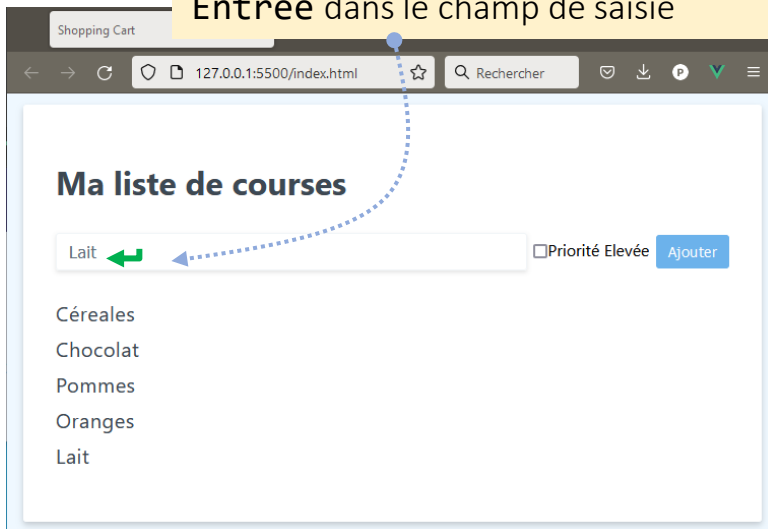 Entrée dans le champ de saisie
Shopping Cart
127.0.0.1:5500/index.html
Rechercher
P
Ma liste de courses
Lait
Priorité Elevée
Ajouter
Céreales
Chocolat
Pommes
Oranges
Lait